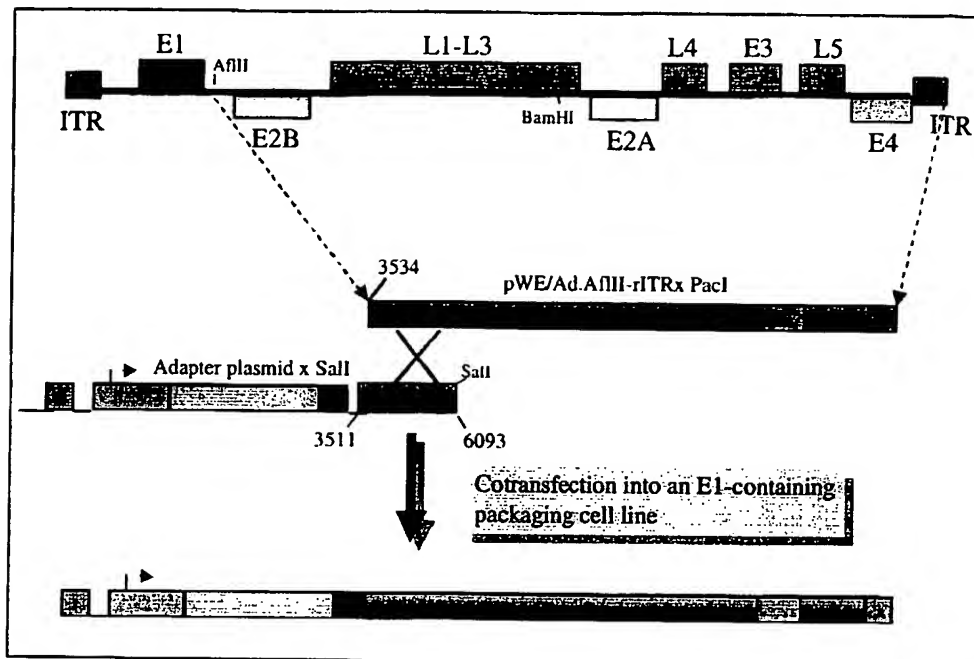 E1 L1-L3 L4 E3 L5
AflII
ITR E2B BamHI E2A E4 ITR
3534
pWE/Ad.AflII-rITRx PacI
Adapter plasmid x SalI
SalI
3511 6093
Cotransfection into an E1-containing
packaging cell line